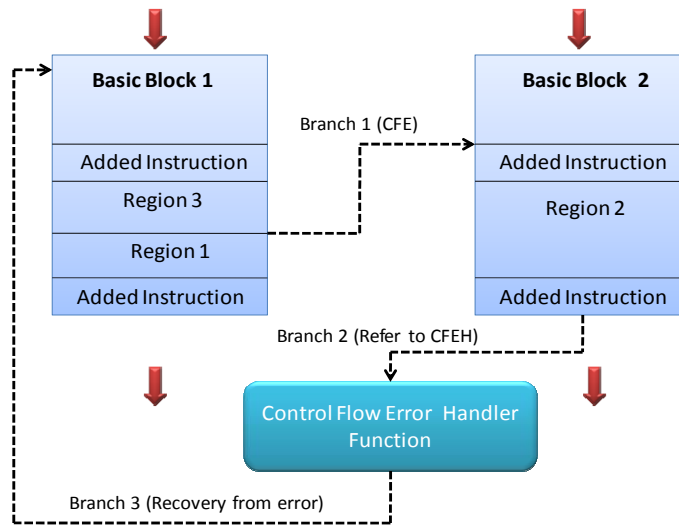 Basic Block 1
Added Instruction
Region 3
Region 1
Added Instruction
Branch 1 (CFE)
Basic Block 2
Added Instruction
Region 2
Added Instruction
Branch 2 (Refer to CFEH)
Control Flow Error Handler
Function
Branch 3 (Recovery from error)